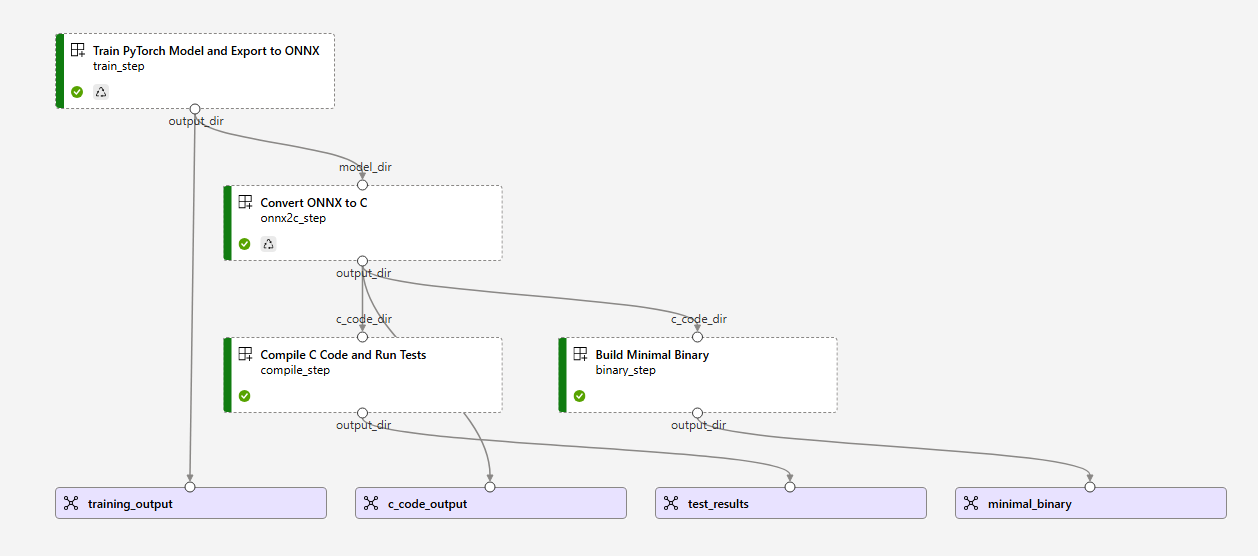 Train PyTorch Model and Export to ONNX
train_step
output_dir
model_dir
Convert ONNX to C
onnx2c_step
output_dir
c_code_dir
c_code_dir
Compile C Code and Run Tests
compile_step
Build Minimal Binary
binary_step
output_dir
output_dir
training_output
c_code_output
test_results
minimal_binary